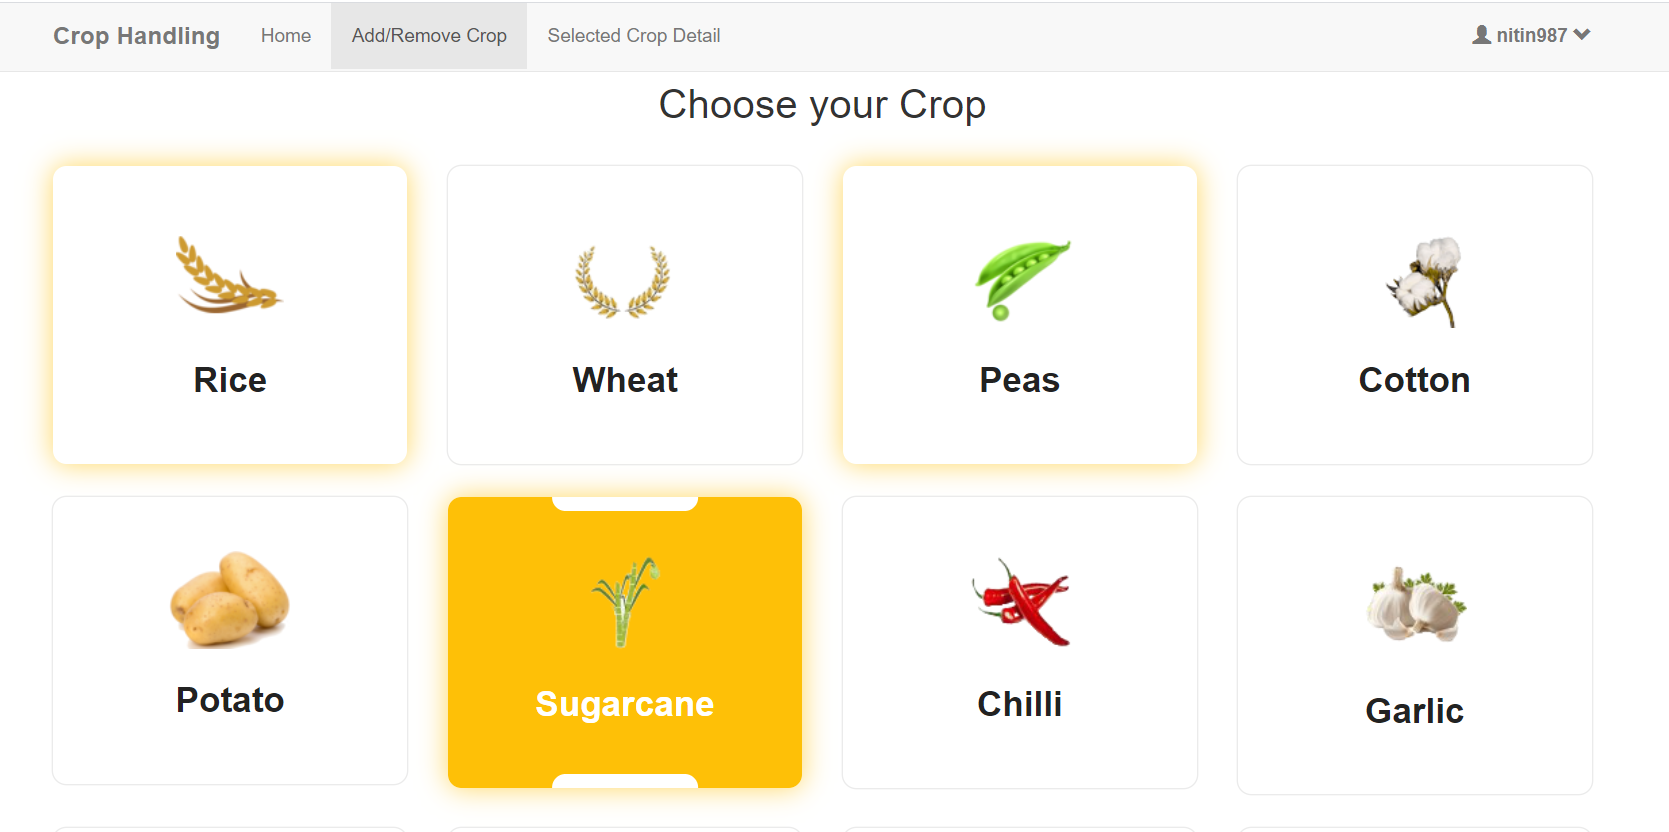 Crop Handling Home Add/Remove Crop Selected Crop Detail nitin987
Choose your Crop
Rice Wheat Peas Cotton
Potato Sugarcane Chilli Garlic